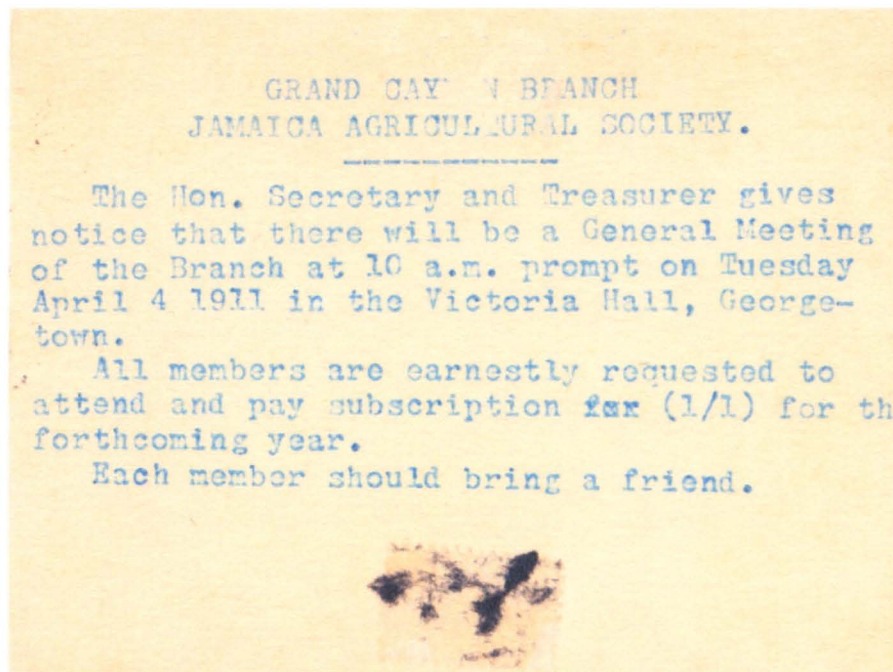 GRAND CAY   N BRANCH
JAMAICA AGRICULTURAL SOCIETY.
The Hon. Secretary and Treasurer gives
notice that there will be a General Meeting
of the Branch at 10 a.m. prompt on Tuesday
April 4 1911 in the Victoria Hall, George-
town.
All members are earnestly requested to
attend and pay subscription fxx (1/1) for th
forthcoming year.
Each member should bring a friend.